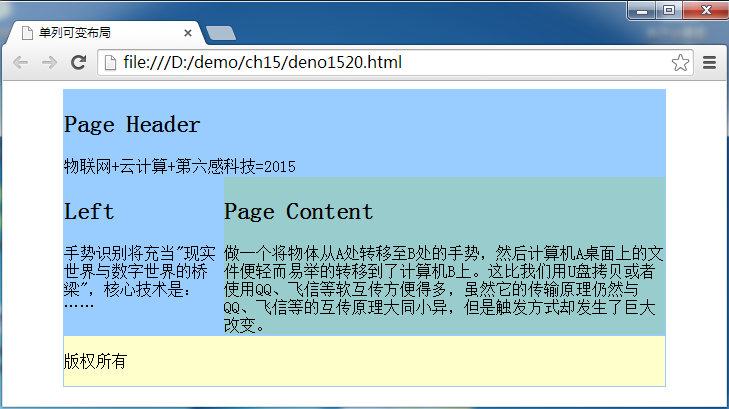 单列可变布局
file:///D:/demo/ch15/deno1520.html
Page Header
物联网+云计算+第六感科技=2015
Left
手势识别将充当"现实
世界与数字世界的桥
梁", 核心技术是:
……
Page Content
做一个将物体从A处转移至B处的手势，然后计算机A桌面上的文
件便轻而易举的转移到了计算机B上。这比我们用U盘拷贝或者
使用QQ、飞信等软互传方便得多，虽然它的传输原理仍然与
QQ、飞信等的互传原理大同小异，但是触发方式却发生了巨大
改变。
版权所有